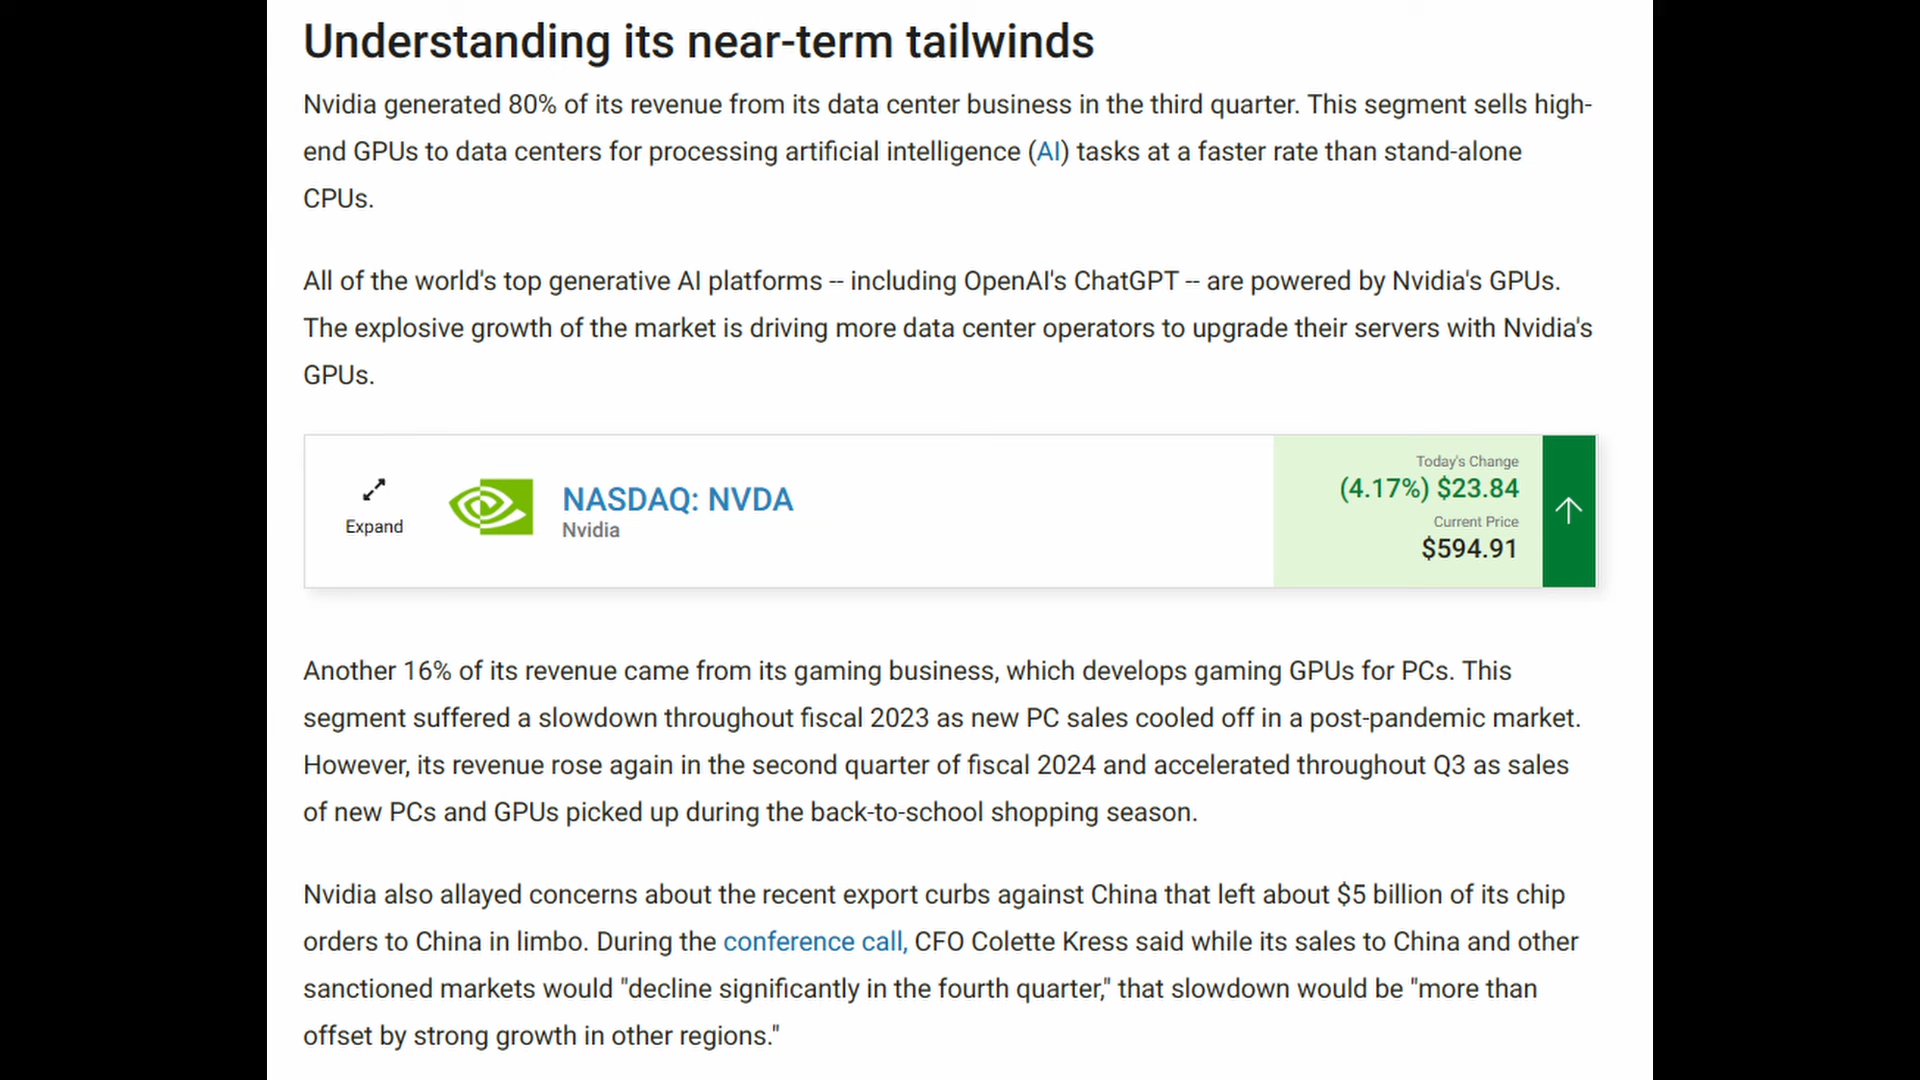 Understanding its near-term tailwinds
Nvidia generated 80% of its revenue from its data center business in the third quarter. This segment sells high-
end GPUs to data centers for processing artificial intelligence (AI) tasks at a faster rate than stand-alone
CPUs.
All of the world's top generative AI platforms -- including OpenAI's ChatGPT -- are powered by Nvidia's GPUs.
The explosive growth of the market is driving more data center operators to upgrade their servers with Nvidia's
GPUs.
Expand
NASDAQ: NVDA
Nvidia
Today's Change
(4.17%) $23.84
Current Price
$594.91
Another 16% of its revenue came from its gaming business, which develops gaming GPUs for PCs. This
segment suffered a slowdown throughout fiscal 2023 as new PC sales cooled off in a post-pandemic market.
However, its revenue rose again in the second quarter of fiscal 2024 and accelerated throughout Q3 as sales
of new PCs and GPUs picked up during the back-to-school shopping season.
Nvidia also allayed concerns about the recent export curbs against China that left about $5 billion of its chip
orders to China in limbo. During the conference call, CFO Colette Kress said while its sales to China and other
sanctioned markets would "decline significantly in the fourth quarter," that slowdown would be "more than
offset by strong growth in other regions."